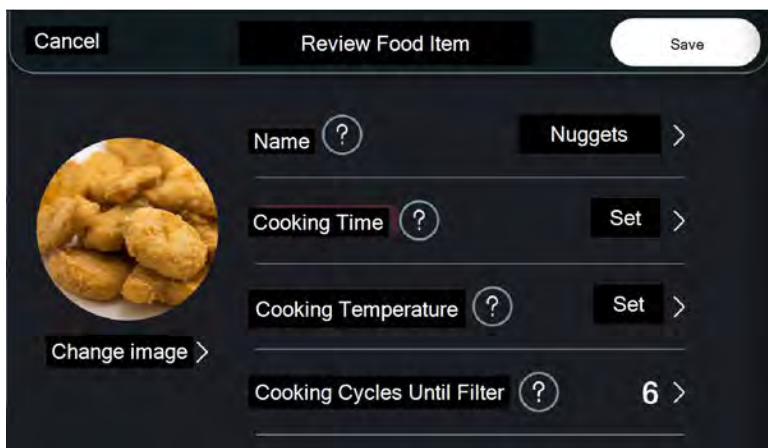 Cancel
Review Food Item
Save
Name ?
Nuggets >
Cooking Time ?
Set >
Cooking Temperature ?
Set >
Change image >
Cooking Cycles Until Filter ?
6 >